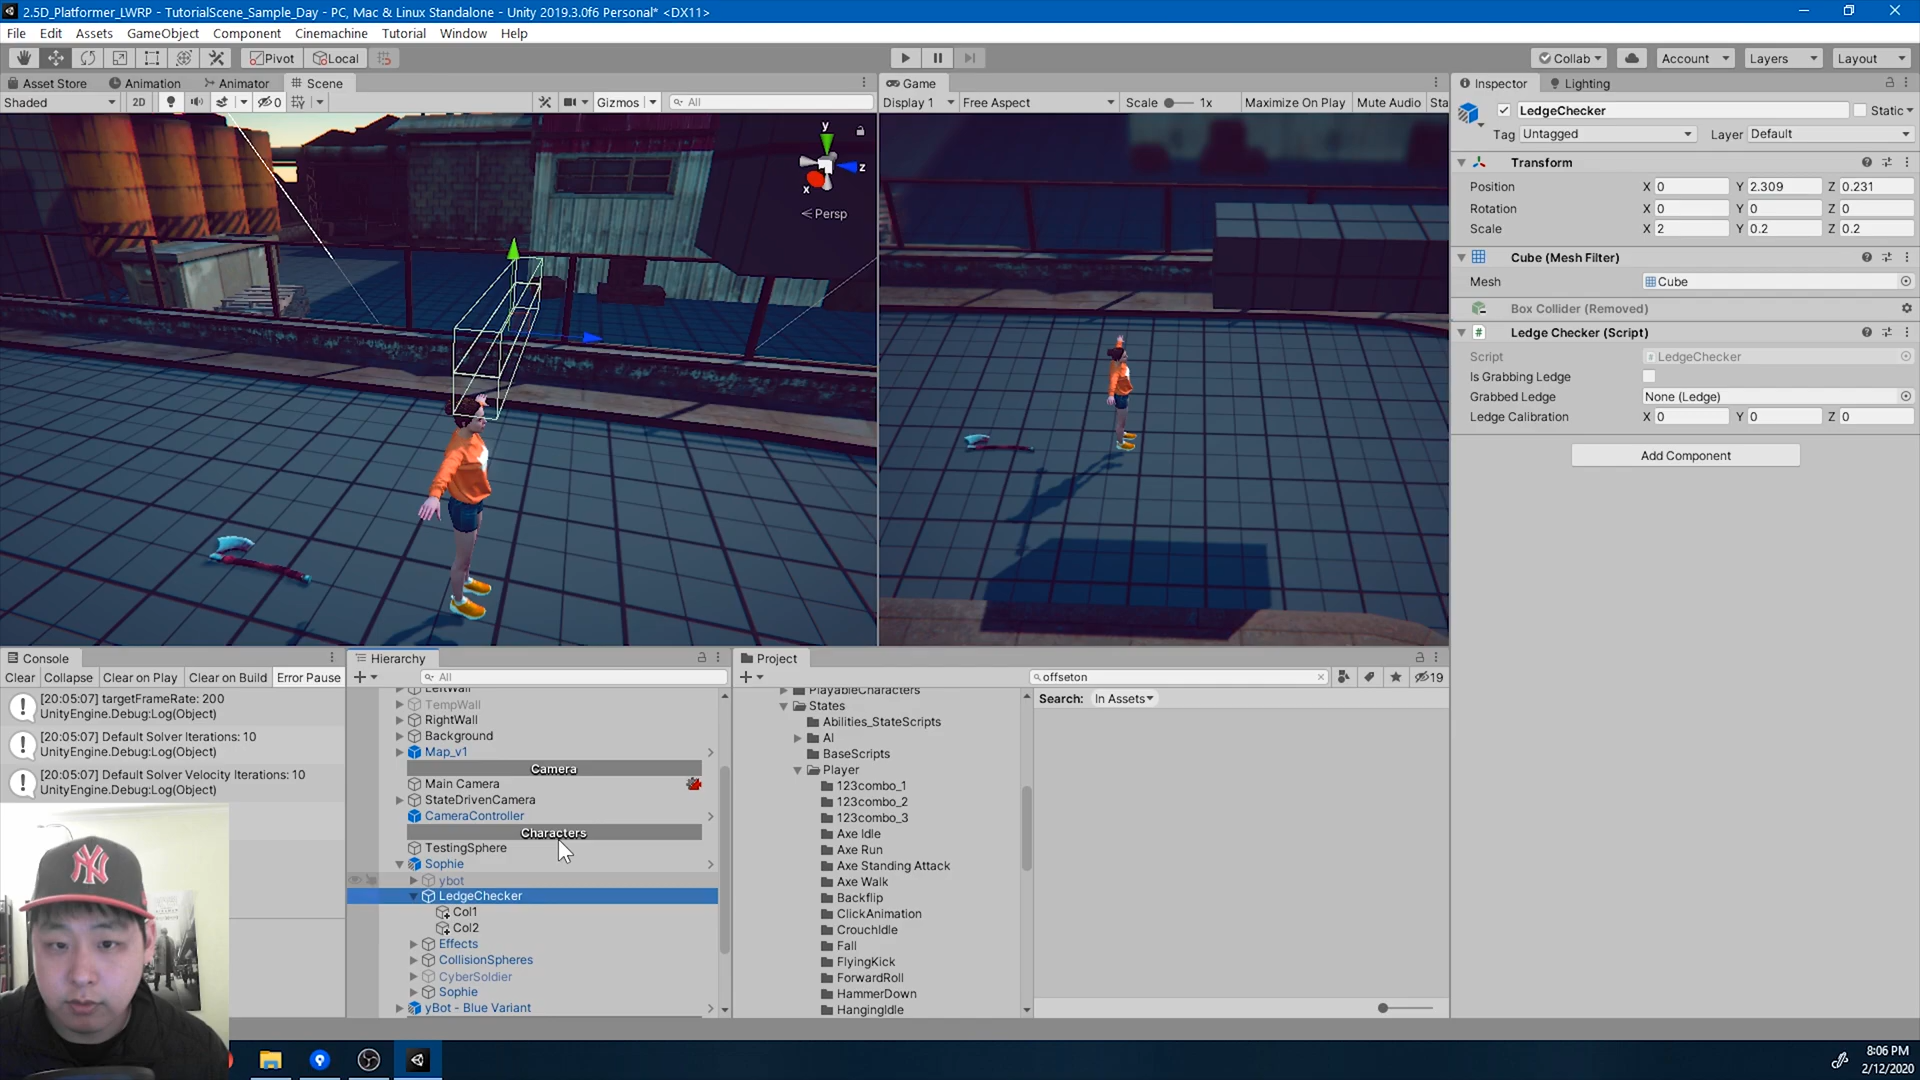 2.5D_Platformer_LWRP - TutorialScene_Sample_Day - PC, Mac & Linux Standalone - Unity 2019.3.0f6 Personal* <DX11>
File Edit Assets GameObject Component Cinemachine Tutorial Window Help
Pivot Local Collab Account Layers Layout
Asset Store Animation Animator Scene
Shaded 2D 0 Gizmos All
y
z
x
Persp
Game
Display 1 Free Aspect Scale 1x Maximize On Play Mute Audio Sta
Inspector Lighting
LedgeChecker Static
Tag Untagged Layer Default
Transform
Position X 0 Y 2.309 Z 0.231
Rotation X 0 Y 0 Z 0
Scale X 2 Y 0.2 Z 0.2
Cube (Mesh Filter)
Mesh Cube
Box Collider (Removed)
# Ledge Checker (Script)
Script LedgeChecker
Is Grabbing Ledge
Grabbed Ledge None (Ledge)
Ledge Calibration X 0 Y 0 Z 0
Add Component
Console
Clear Collapse Clear on Play Clear on Build Error Pause
[20:05:07] targetFrameRate: 200
UnityEngine.Debug:Log(Object)
[20:05:07] Default Solver Iterations: 10
UnityEngine.Debug:Log(Object)
[20:05:07] Default Solver Velocity Iterations: 10
UnityEngine.Debug:Log(Object)
NY
Hierarchy
+ All
LeftWall
TempWall
RightWall
Background
Map_v1
Camera
Main Camera
StateDrivenCamera
CameraController
Characters
TestingSphere
Sophie
ybot
LedgeChecker
Col1
Col2
Effects
CollisionSpheres
CyberSoldier
Sophie
yBot - Blue Variant
Project
+ offseton 19
PlayableCharacters
States
Abilities_StateScripts
AI
BaseScripts
Player
123combo_1
123combo_2
123combo_3
Axe Idle
Axe Run
Axe Standing Attack
Axe Walk
Backflip
ClickAnimation
CrouchIdle
Fall
FlyingKick
ForwardRoll
HammerDown
HangingIdle
Search: In Assets
8:06 PM
2/12/2020